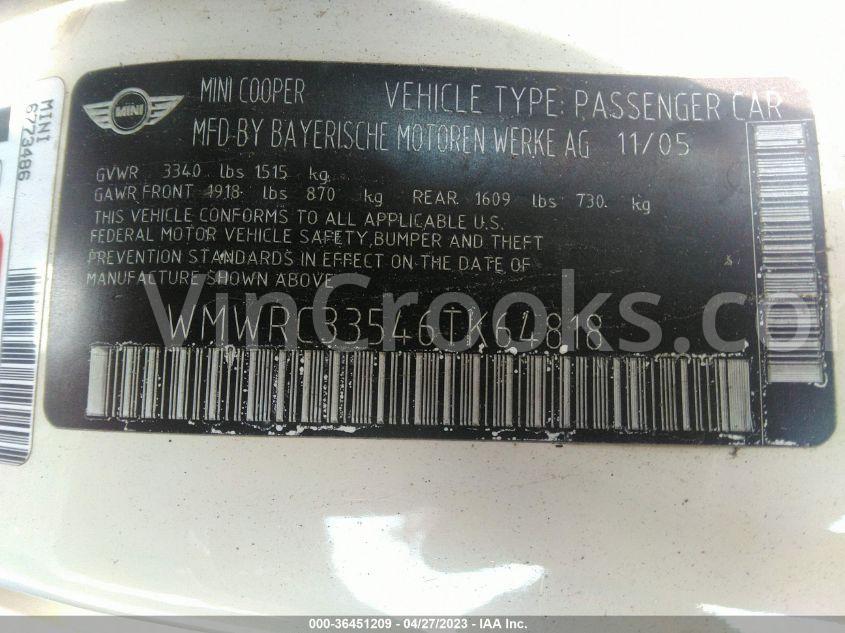 MINI
6773486
MINI
MINI COOPER VEHICLE TYPE: PASSENGER CAR
MFD BY BAYERISCHE MOTOREN WERKE AG 11/05
GVWR 3340 lbs 1515 kg
GAWR FRONT 1918 lbs 870 kg REAR 1609 lbs 730 kg
THIS VEHICLE CONFORMS TO ALL APPLICABLE U.S.
FEDERAL MOTOR VEHICLE SAFETY, BUMPER AND THEFT
PREVENTION STANDARDS IN EFFECT ON THE DATE OF
MANUFACTURE SHOWN ABOVE
VinCrooks.com
WMWRC33546TK64818
000-36451209 04/27/2023 IAA Inc.